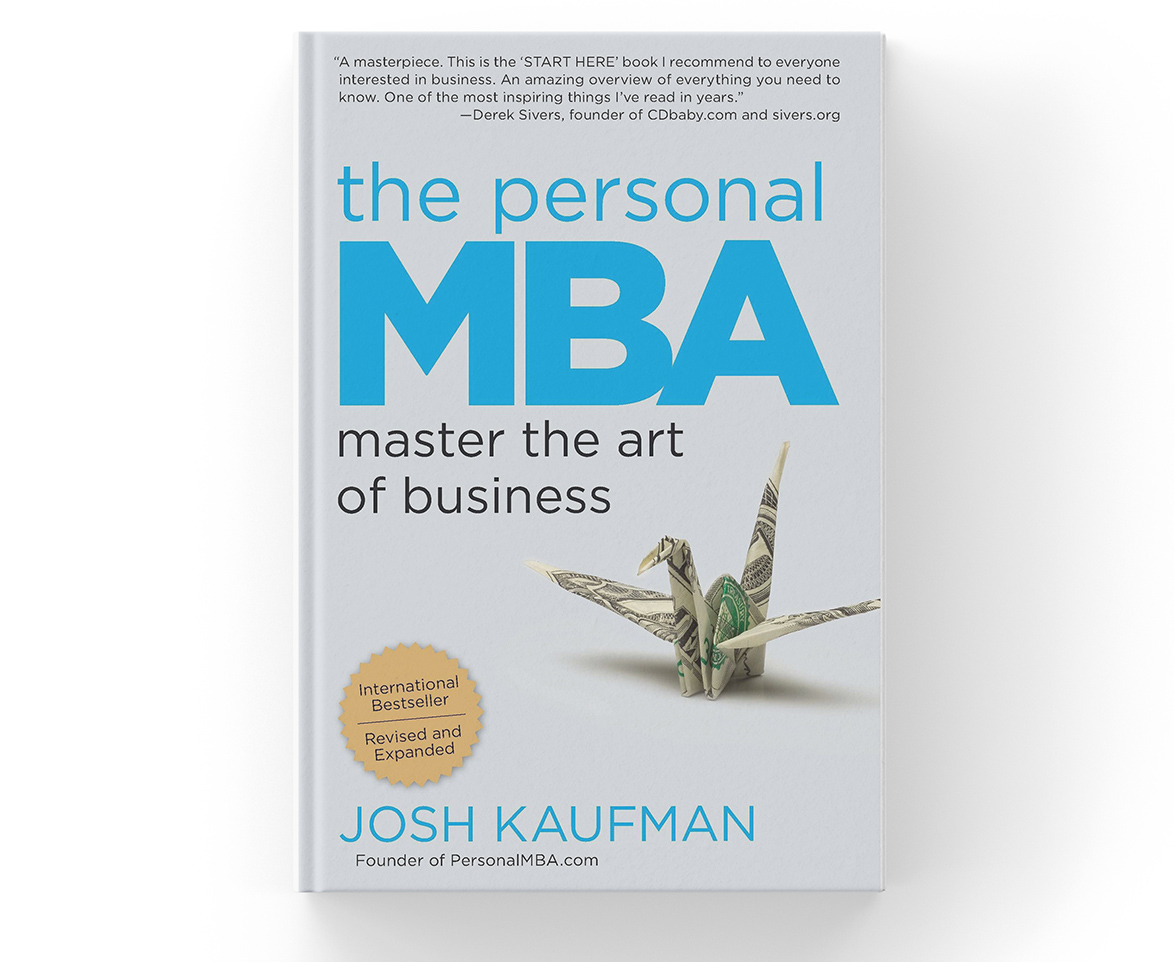 “A masterpiece. This is the ‘START HERE’ book I recommend to everyone
interested in business. An amazing overview of everything you need to
know. One of the most inspiring things I’ve read in years.”
—Derek Sivers, founder of CDbaby.com and sivers.org
the personal
MBA
master the art
of business
International
Bestseller
Revised and
Expanded
JOSH KAUFMAN
Founder of PersonalMBA.com